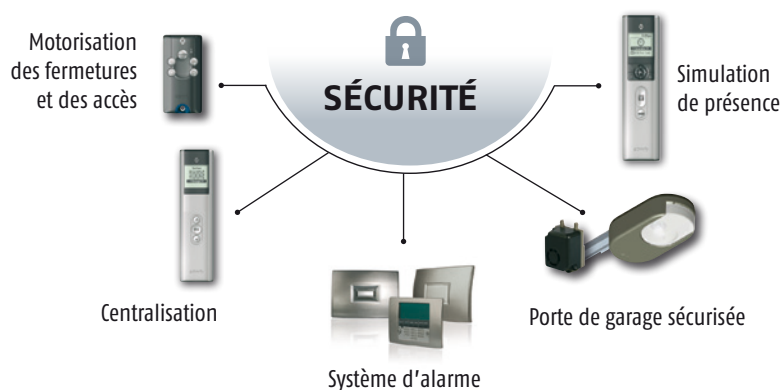 Motorisation
des fermetures
et des accès
SÉCURITÉ
Simulation
de présence
Centralisation
Porte de garage sécurisée
Système d'alarme